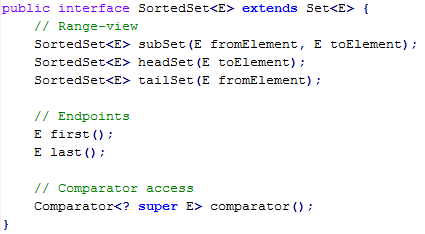 public interface SortedSet<E> extends Set<E> {
// Range-view
SortedSet<E> subSet(E fromElement, E toElement);
SortedSet<E> headSet(E toElement);
SortedSet<E> tailSet(E fromElement);
// Endpoints
E first();
E last();
// Comparator access
Comparator<? super E> comparator();
}